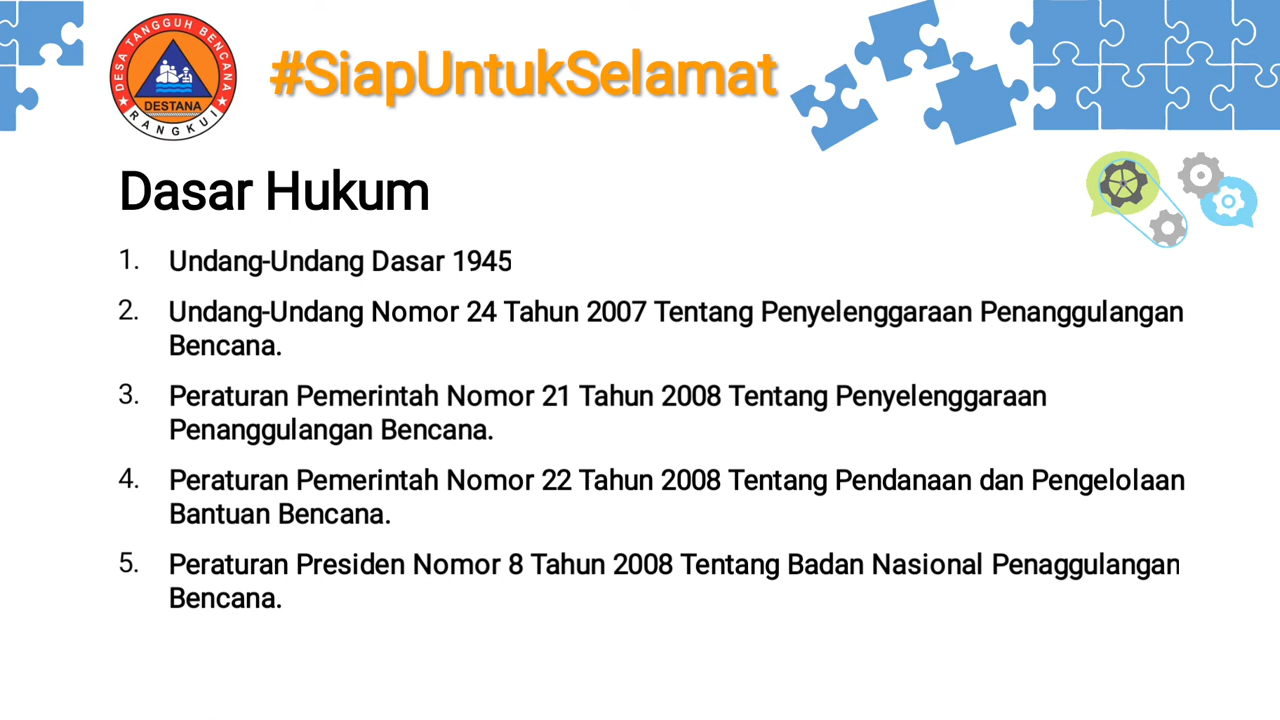 DESA TANGGUH BENCANA
DESTANA
RANGKUI
#SiapUntukSelamat
Dasar Hukum
1. Undang-Undang Dasar 1945
2. Undang-Undang Nomor 24 Tahun 2007 Tentang Penyelenggaraan Penanggulangan
Bencana.
3. Peraturan Pemerintah Nomor 21 Tahun 2008 Tentang Penyelenggaraan
Penanggulangan Bencana.
4. Peraturan Pemerintah Nomor 22 Tahun 2008 Tentang Pendanaan dan Pengelolaan
Bantuan Bencana.
5. Peraturan Presiden Nomor 8 Tahun 2008 Tentang Badan Nasional Penaggulangan
Bencana.